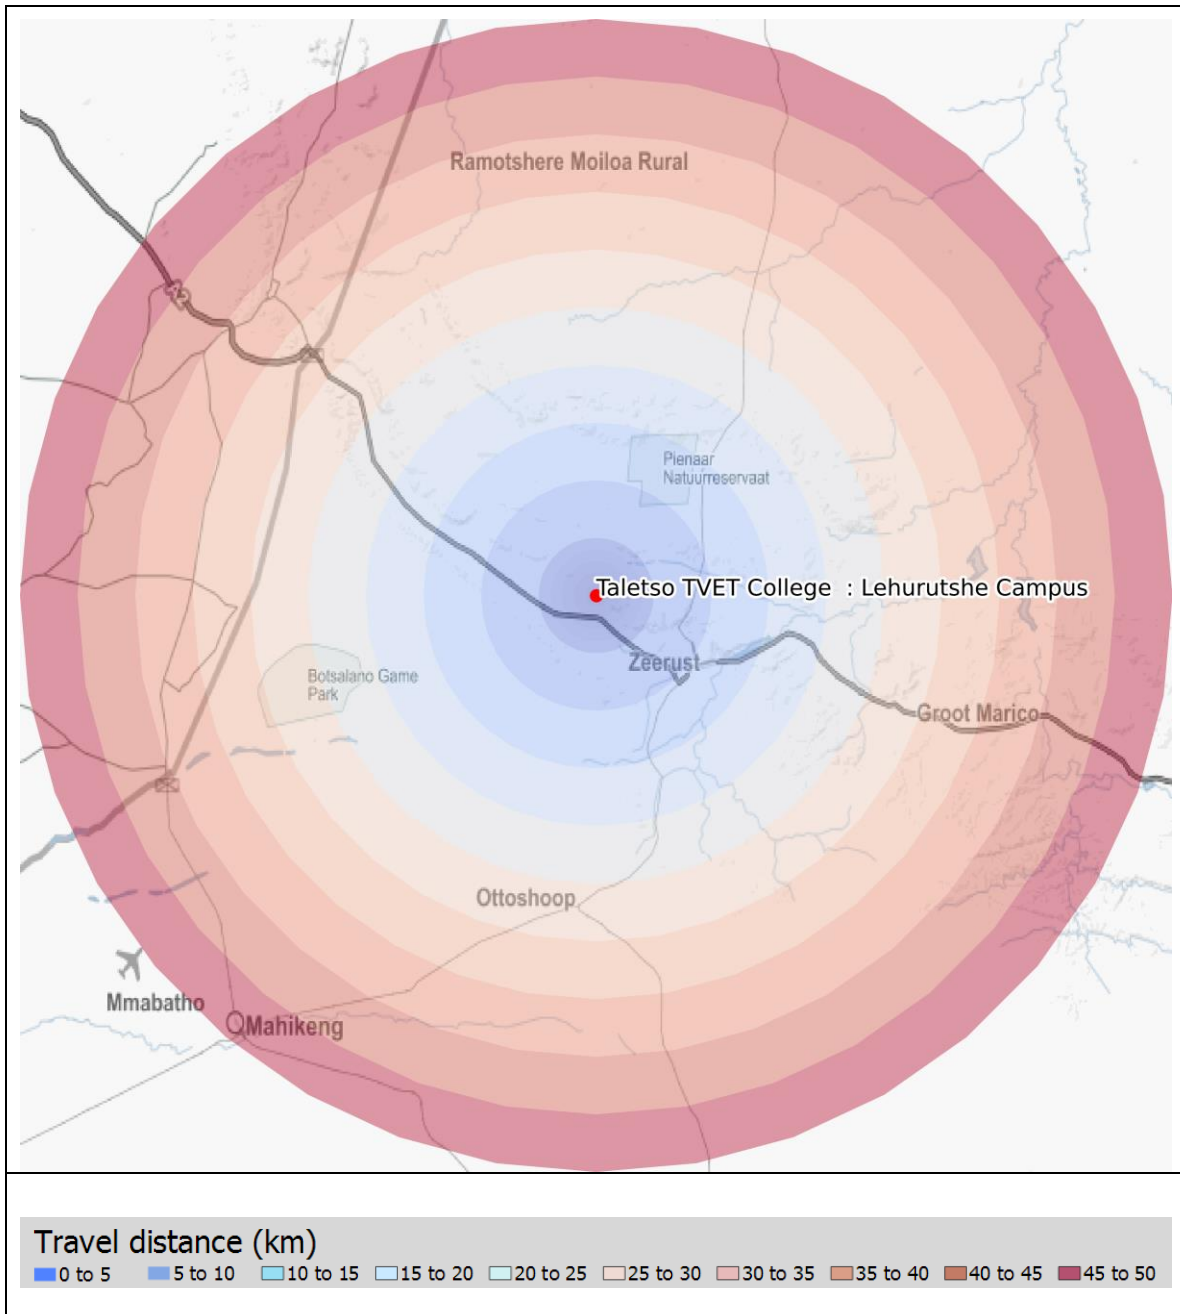 Ramotshere Moiloa Rural
A2
Pienaar
Natuurreservaat
Taletso TVET College : Lehurutshe Campus
Zeerust
Botsalano Game
Park
Groot Marico
Ottoshoop
Mmabatho
Mahikeng
Travel distance (km)
0 to 5 5 to 10 10 to 15 15 to 20 20 to 25 25 to 30 30 to 35 35 to 40 40 to 45 45 to 50